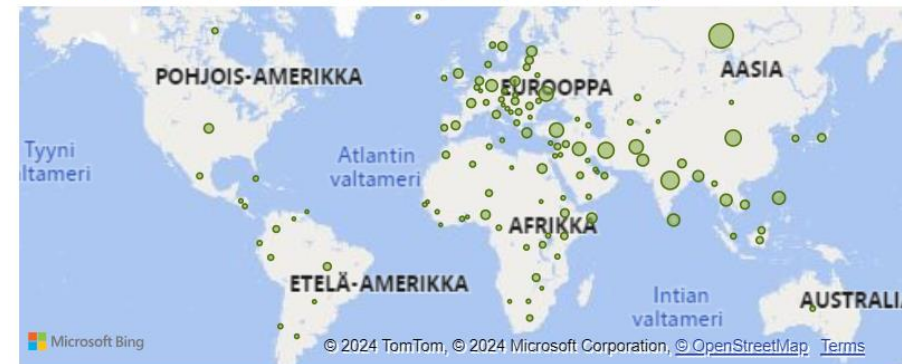 POHJOIS-AMERIKKA
EUROOPPA
AASIA
Tyyni
ltameri
Atlantin
valtameri
AFRIKKA
ETELÄ-AMERIKKA
Intian
valtameri
AUSTRALI
Microsoft Bing
© 2024 TomTom, © 2024 Microsoft Corporation, © OpenStreetMap Terms